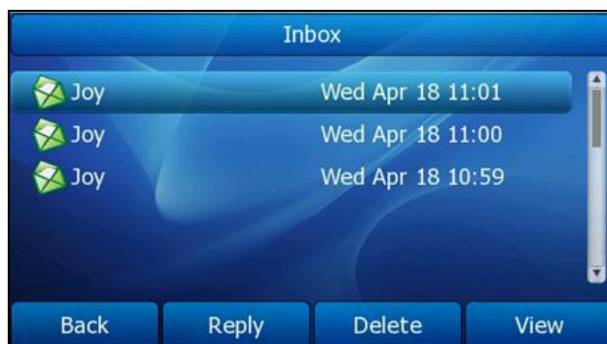 Inbox
Joy Wed Apr 18 11:01
Joy Wed Apr 18 11:00
Joy Wed Apr 18 10:59
Back Reply Delete View